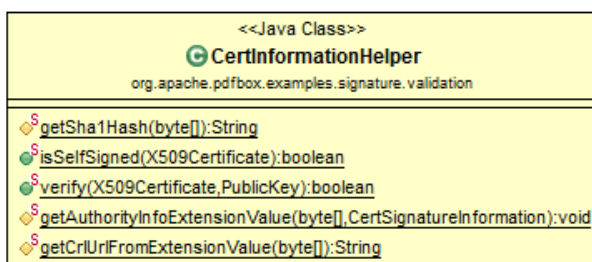 <<Java Class>>
C CertInformationHelper
org.apache.pdfbox.examples.signature.validation
S getSha1Hash(byte[]):String
S isSelfSigned(X509Certificate):boolean
S verify(X509Certificate,PublicKey):boolean
S getAuthorityInfoExtensionValue(byte[],CertSignatureInformation):void
S getCrlUrlFromExtensionValue(byte[]):String